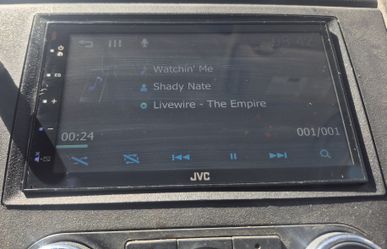 Watchin' Me
Shady Nate
Livewire - The Empire
00:24
001/001
JVC